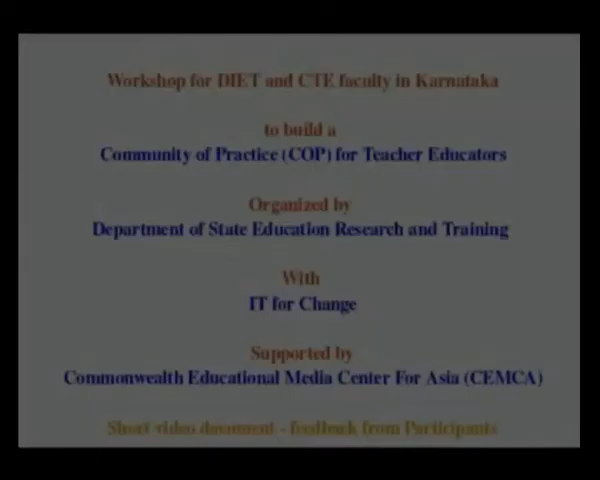 Workshop for DIET and CTE faculty in Karnataka
to build a
Community of Practice (COP) for Teacher Educators
Organized by
Department of State Education Research and Training
With
IT for Change
Supported by
Commonwealth Educational Media Center For Asia (CEMCA)
Short video document - feedback from Participants